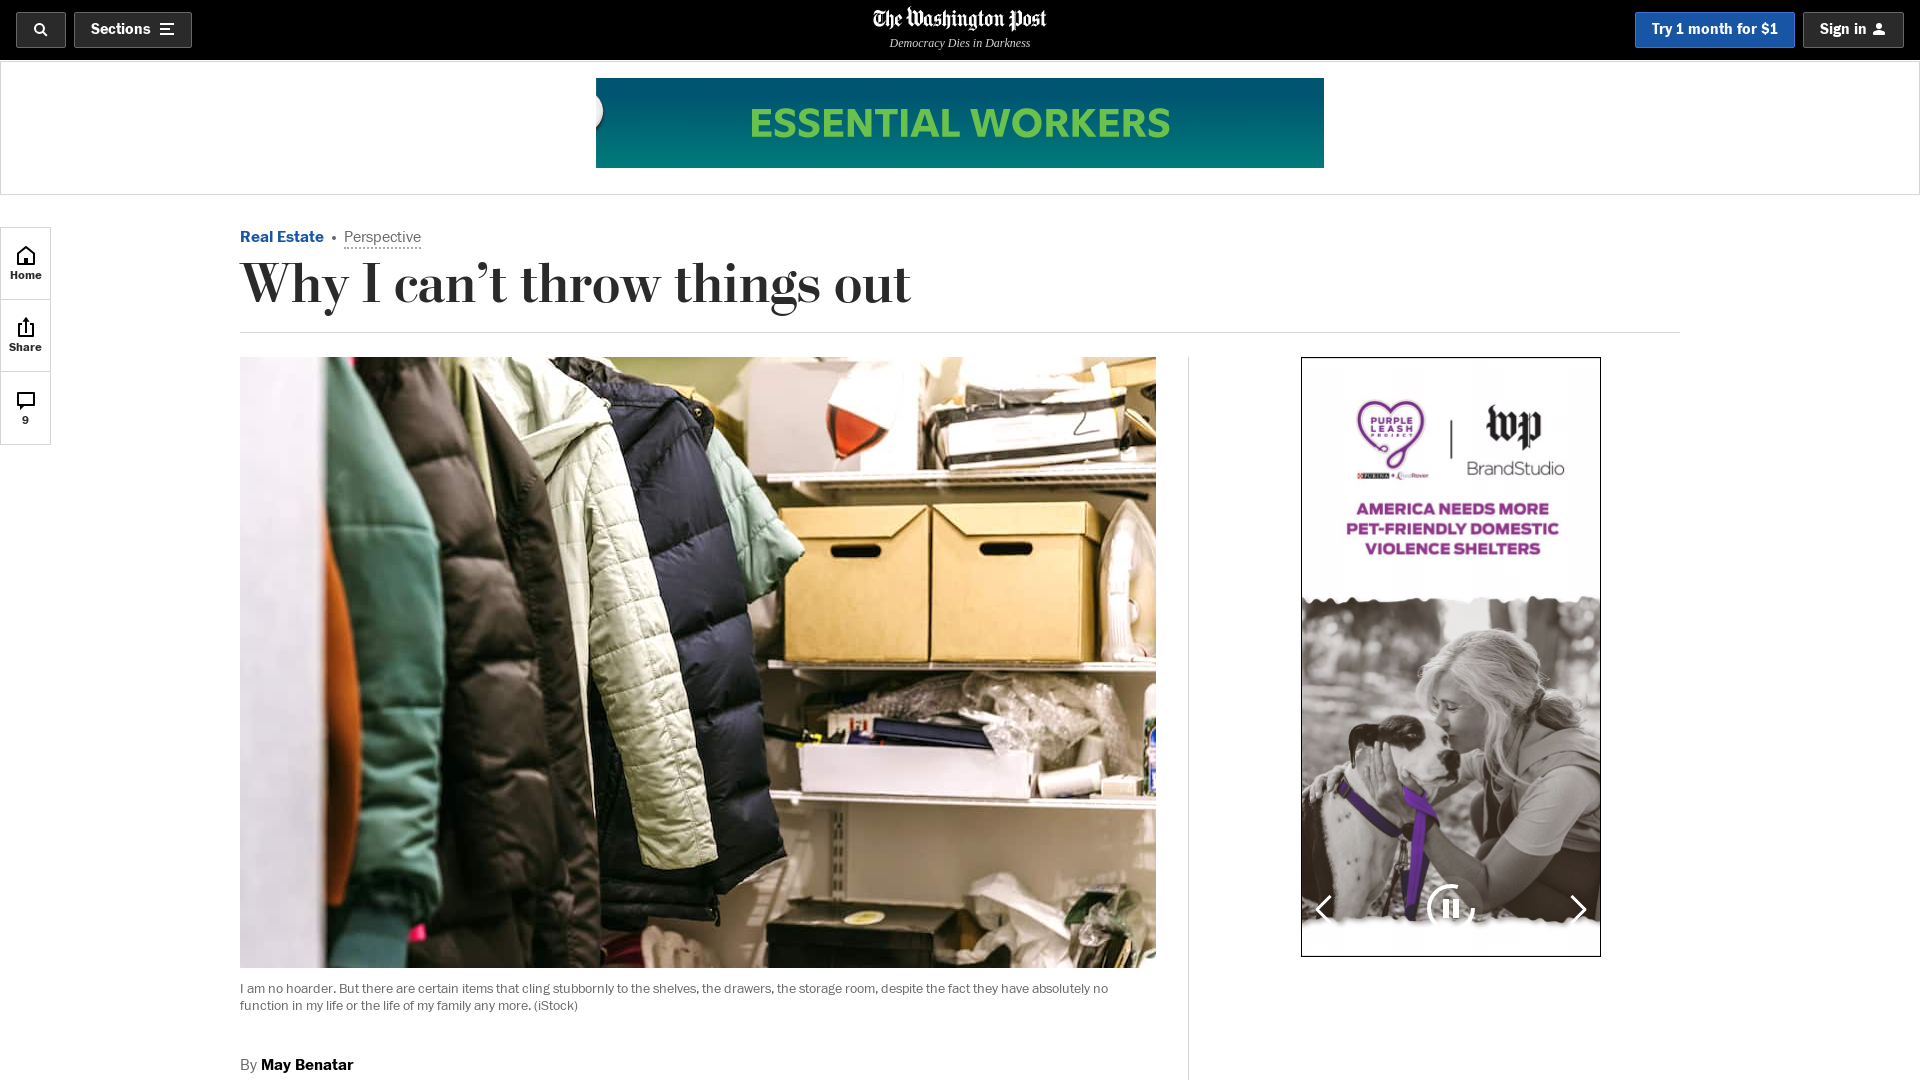 Sections
The Washington Post
Democracy Dies in Darkness
Try 1 month for $1
Sign in
ESSENTIAL WORKERS
Home
Share
9
Real Estate • Perspective
Why I can’t throw things out
PURPLE
LEASH
PROJECT
PURINA
wp
BrandStudio
AMERICA NEEDS MORE
PET-FRIENDLY DOMESTIC
VIOLENCE SHELTERS
I am no hoarder. But there are certain items that cling stubbornly to the shelves, the drawers, the storage room, despite the fact they have absolutely no
function in my life or the life of my family any more. (iStock)
By May Benatar